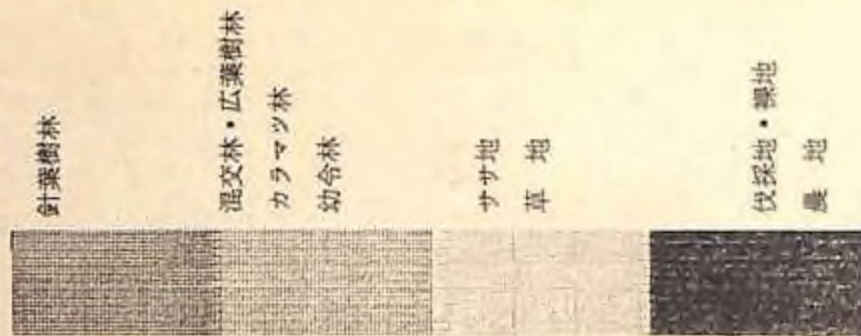 針葉樹林
混交林・広葉樹林
カラマツ林
幼令林
ササ地
草地
伐採地・裸地
農地